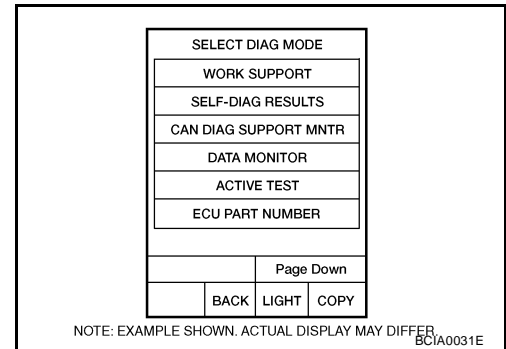 SELECT DIAG MODE
WORK SUPPORT
SELF-DIAG RESULTS
CAN DIAG SUPPORT MNTR
DATA MONITOR
ACTIVE TEST
ECU PART NUMBER
Page Down
BACK LIGHT COPY
NOTE: EXAMPLE SHOWN. ACTUAL DISPLAY MAY DIFFER.
BCIA0031E